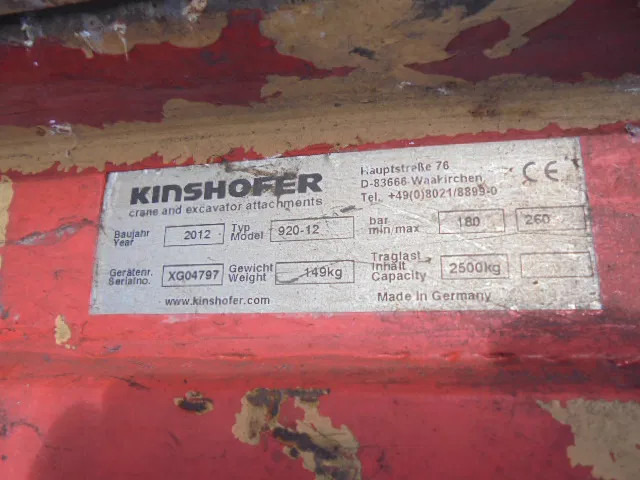 KINSHOFER
crane and excavator attachments
Hauptstraße 76
D-83666-Waakirchen
Tel. +49(0)8021/8899-0
CE
Baujahr
Year
2012
Typ
Model
920-12
bar
min/max
180
260
Gerätenr.
Serialno.
XG04797
Gewicht
Weight
149kg
Traglast
Inhalt
Capacity
2500kg
www.kinshofer.com
Made in Germany